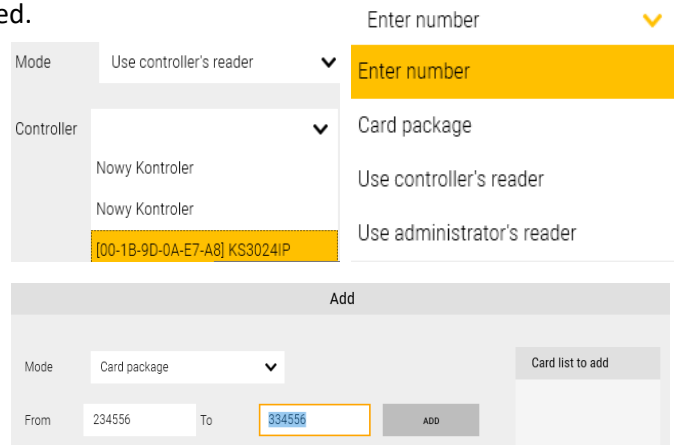 ed.
Mode Use controller's reader
Controller
Nowy Kontroler
Nowy Kontroler
[00-1B-9D-0A-E7-A8] KS3024IP
Enter number
Enter number
Card package
Use controller's reader
Use administrator's reader
Add
Mode Card package Card list to add
From 234556 To 334556 ADD